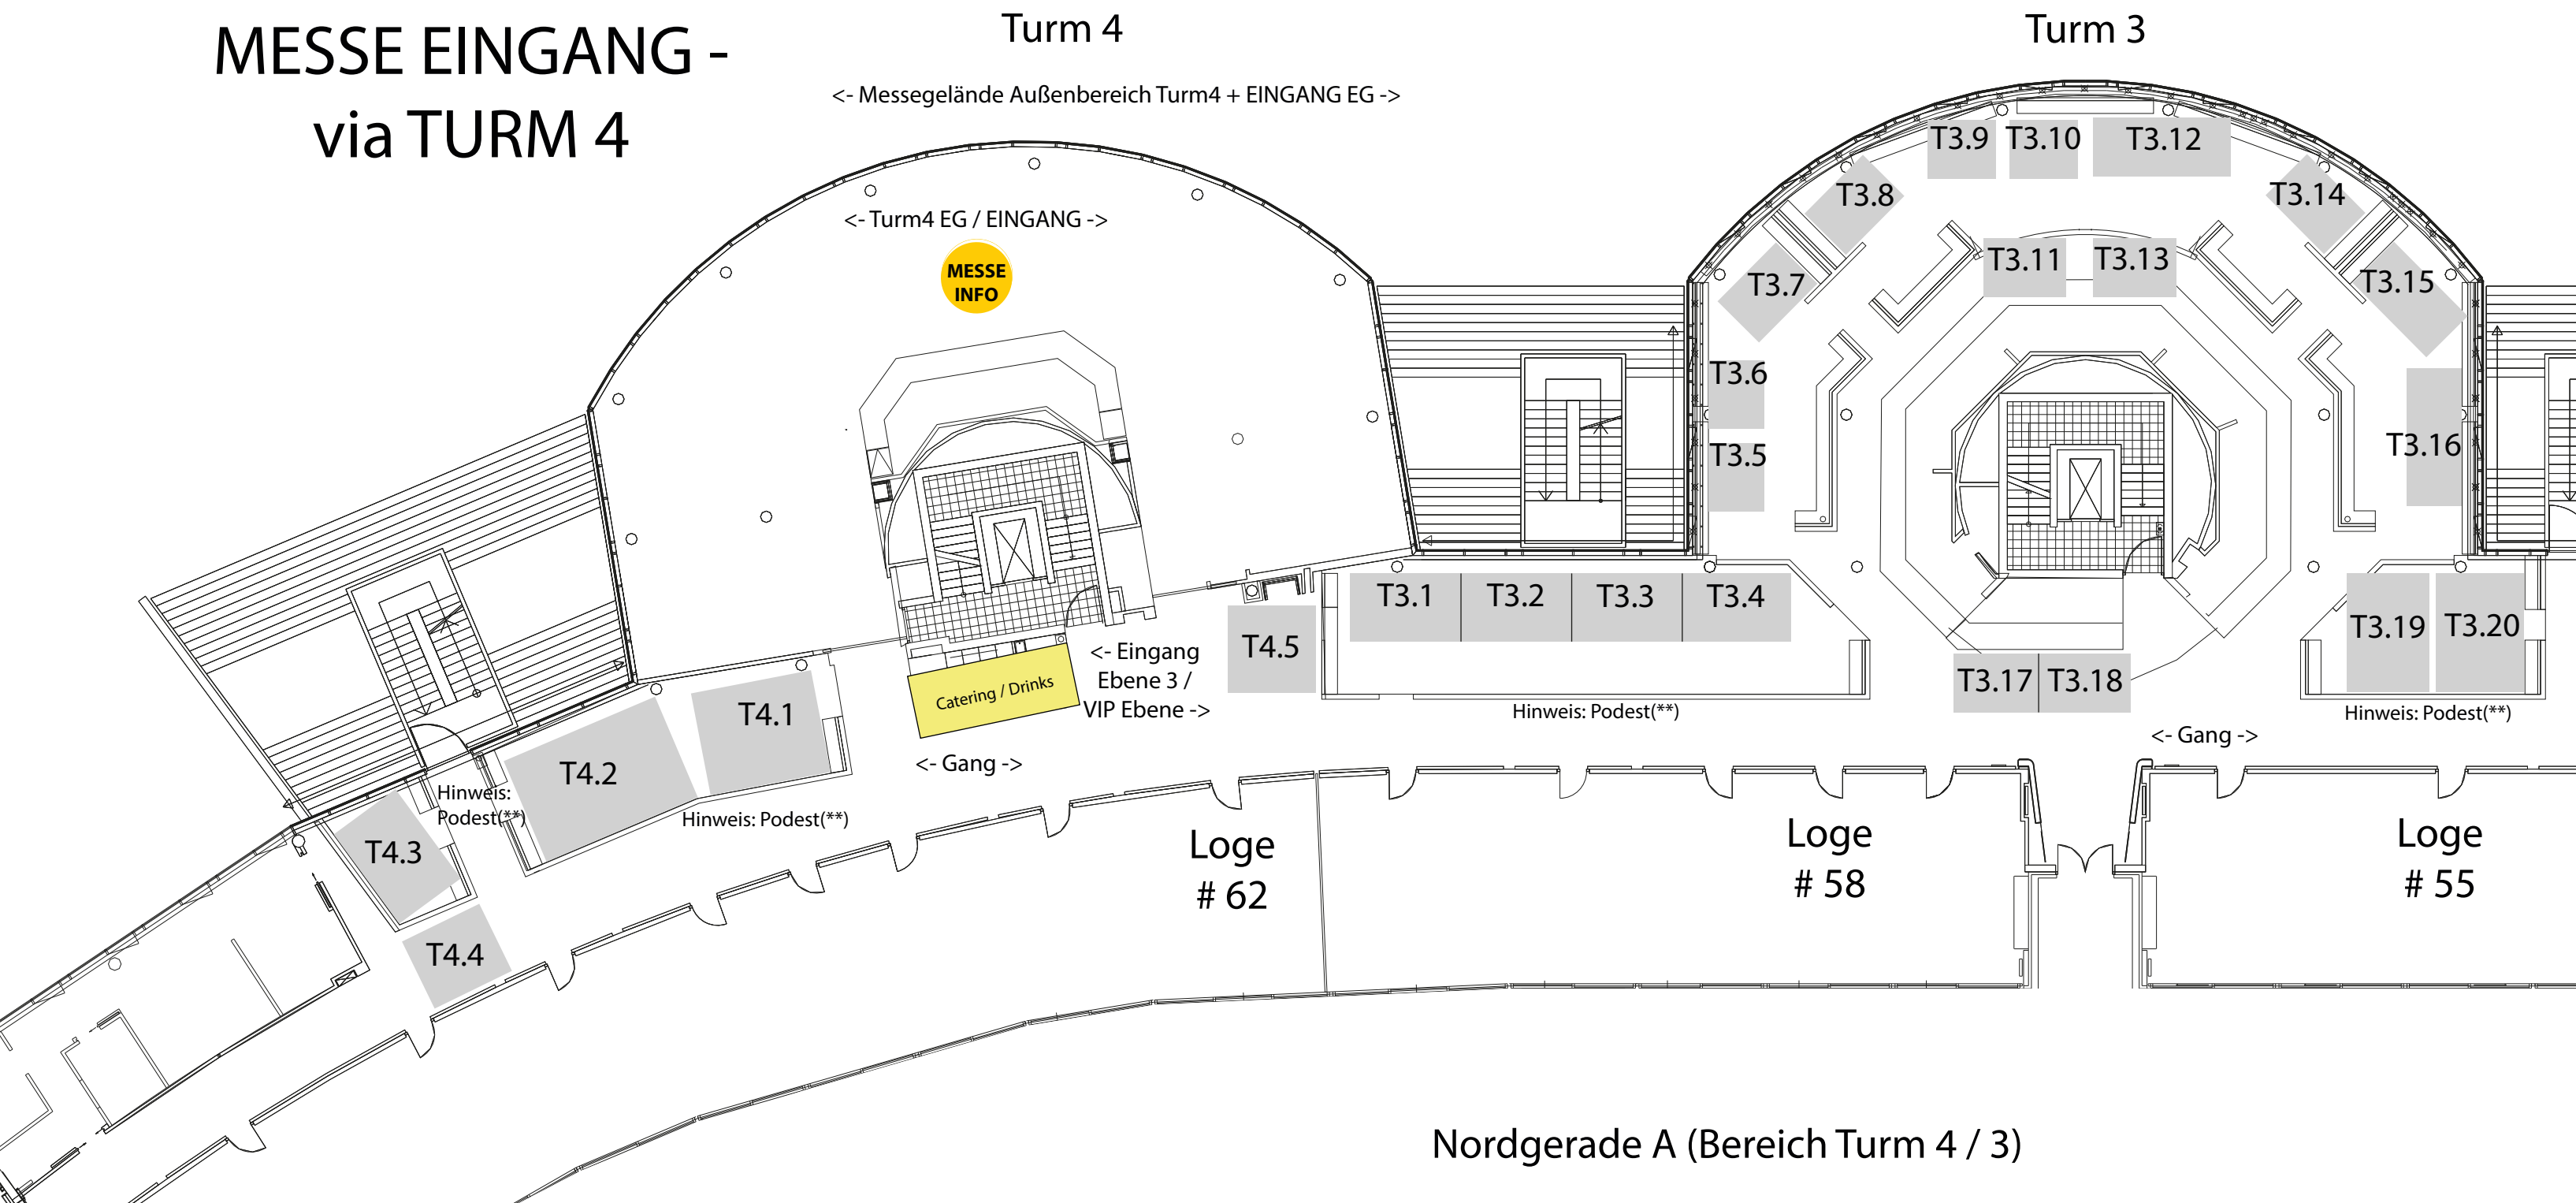 MESSE EINGANG -
via TURM 4
Turm 4
Turm 3
<- Messegelände Außenbereich Turm4 + EINGANG EG ->
<- Turm4 EG / EINGANG ->
MESSE
INFO
T3.9
T3.10
T3.12
T3.8
T3.14
T3.7
T3.11
T3.13
T3.15
T3.6
T3.5
T3.16
T3.1
T3.2
T3.3
T3.4
T4.5
T3.19
T3.20
T3.17
T3.18
<- Eingang
Ebene 3 /
VIP Ebene ->
Catering / Drinks
T4.1
T4.2
Hinweis: Podest(**)
Hinweis: Podest(**)
<- Gang ->
<- Gang ->
Hinweis:
Podest(**)
Hinweis: Podest(**)
T4.3
T4.4
Loge
# 62
Loge
# 58
Loge
# 55
Nordgerade A (Bereich Turm 4 / 3)